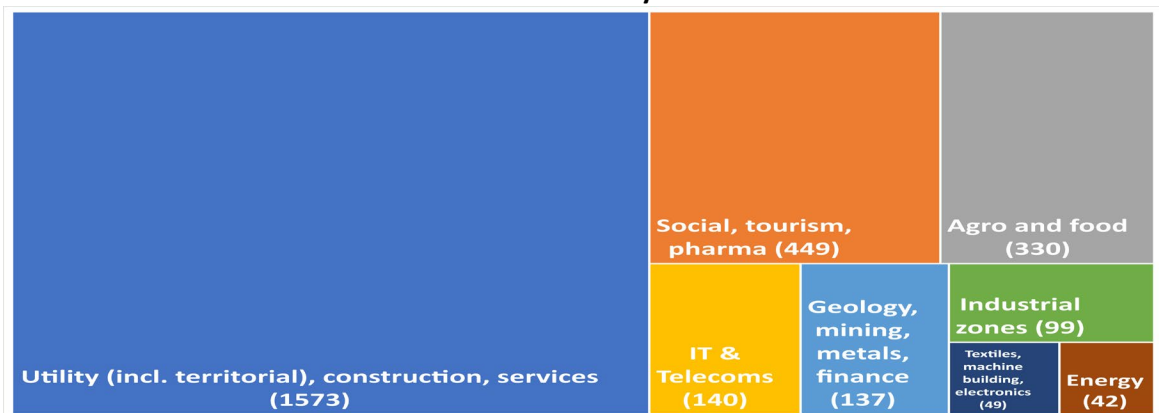 Social, tourism,
pharma (449)
Agro and food
(330)
Utility (incl. territorial), construction, services
(1573)
IT &
Telecoms
(140)
Geology,
mining,
metals,
finance
(137)
Industrial
zones (99)
Textiles,
machine
building,
electronics
(49)
Energy
(42)